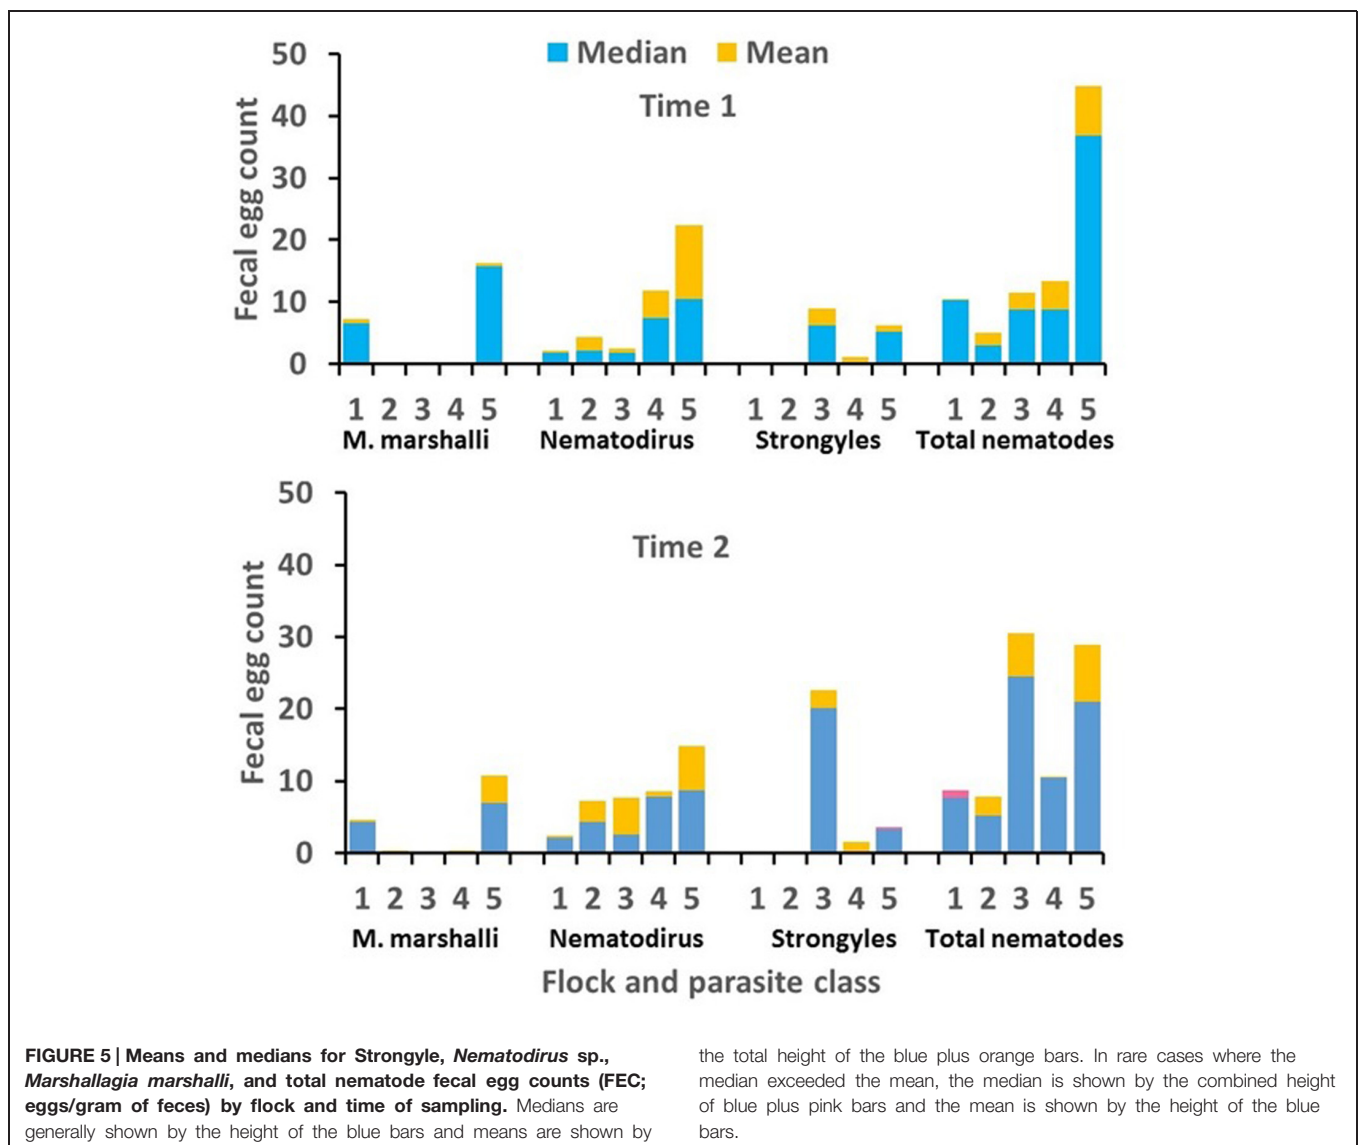 50
Median Mean
Time 1
40
30
20
10
0
Fecal egg count
1 2 3 4 5 1 2 3 4 5 1 2 3 4 5 1 2 3 4 5
M. marshalli Nematodirus Strongyles Total nematodes
50
Time 2
40
30
20
10
0
Fecal egg count
1 2 3 4 5 1 2 3 4 5 1 2 3 4 5 1 2 3 4 5
M. marshalli Nematodirus Strongyles Total nematodes
Flock and parasite class
FIGURE 5 | Means and medians for Strongyle, Nematodirus sp.,
Marshallagia marshalli, and total nematode fecal egg counts (FEC;
eggs/gram of feces) by flock and time of sampling. Medians are
generally shown by the height of the blue bars and means are shown by
the total height of the blue plus orange bars. In rare cases where the
median exceeded the mean, the median is shown by the combined height
of blue plus pink bars and the mean is shown by the height of the blue
bars.